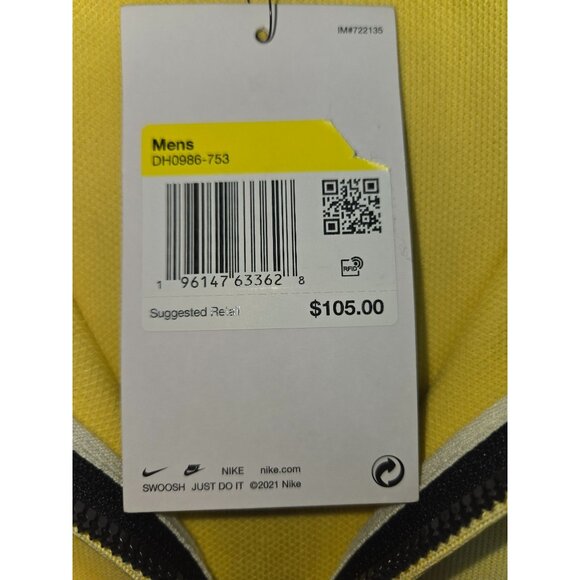 IM#722135
Mens
DH0986-753
1 96147 63362 8
RFID
Suggested Retail $105.00
NIKE nike.com
SWOOSH JUST DO IT ©2021 Nike